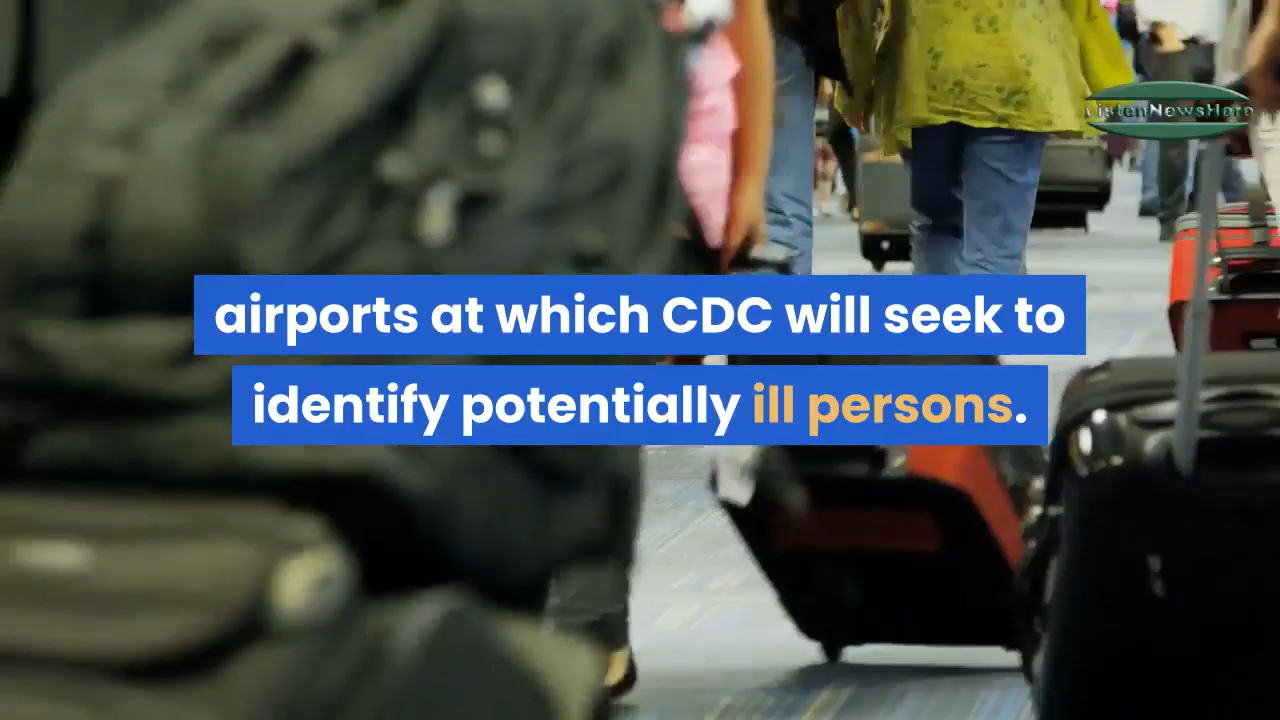 ListenNewsHere
airports at which CDC will seek to
identify potentially ill persons.